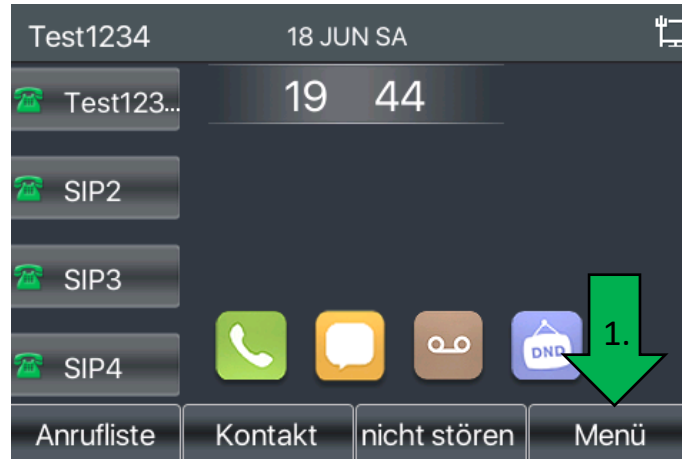 Test1234 18 JUN SA
19 44
Test123...
SIP2
SIP3
SIP4
DND
1.
Anrufliste Kontakt nicht stören Menü